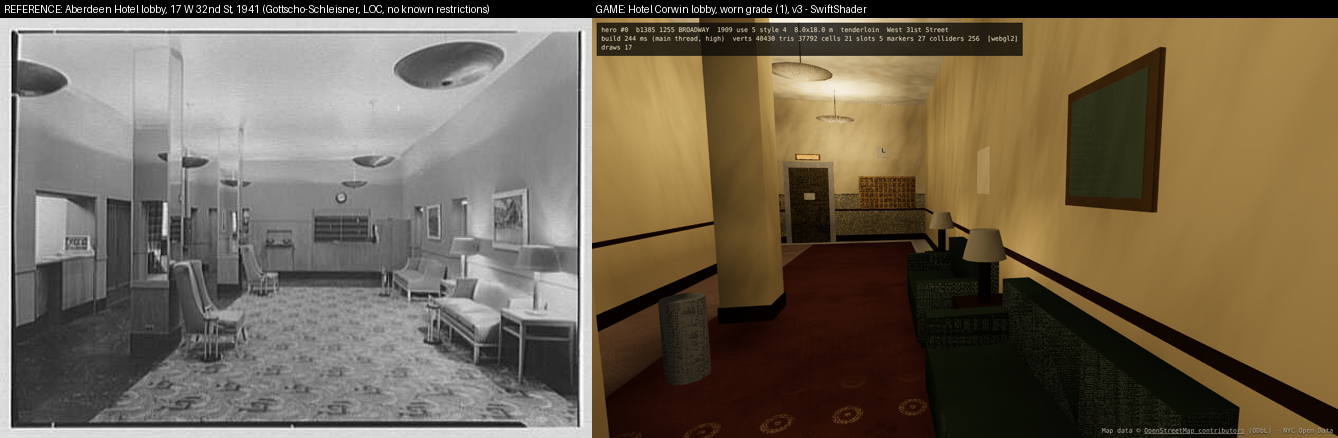 REFERENCE: Aberdeen Hotel lobby, 17 W 32nd St, 1941 (Gottscho-Schleisner, LOC, no known restrictions)
GAME: Hotel Corwin lobby, worn grade (1), v3 - SwiftShader
hero #0 b1385 1255 BROADWAY 1909 use 5 style 4 8.0x18.0 m tenderloin West 31st Street
build 244 ms (main thread, high) verts 40430 tris 37792 cells 21 slots 5 markers 27 colliders 256 [webgl2]
draws 17
L
Map data © OpenStreetMap contributors (ODbL) · NYC Open Data